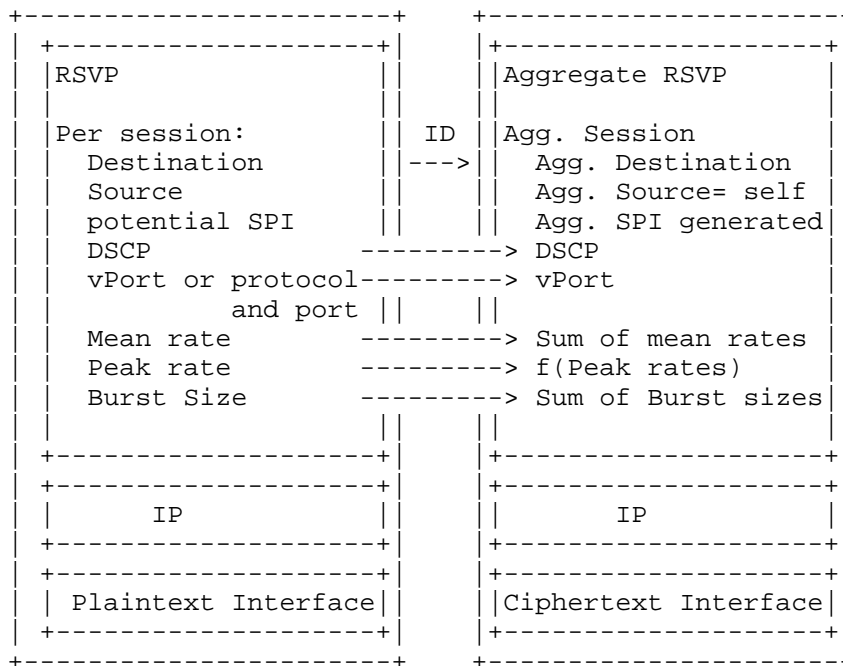 RSVP Aggregate RSVP
Per session: ID Agg. Session
Destination ---> Agg. Destination
Source Agg. Source= self
potential SPI Agg. SPI generated
DSCP ---------> DSCP
vPort or protocol---------> vPort
and port
Mean rate ---------> Sum of mean rates
Peak rate ---------> f(Peak rates)
Burst Size ---------> Sum of Burst sizes
IP IP
Plaintext Interface Ciphertext Interface